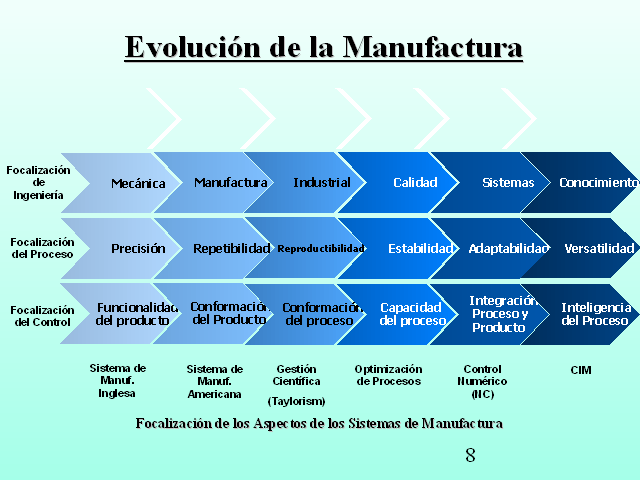 Evolución de la Manufactura
Focalización
de
Ingeniería
Mecánica
Manufactura
Industrial
Calidad
Sistemas
Conocimiento
Focalización
del Proceso
Precisión
Repetibilidad
Reproductibilidad
Estabilidad
Adaptabilidad
Versatilidad
Focalización
del Control
Funcionalidad
del producto
Conformación
del Producto
Conformación
del proceso
Capacidad
del proceso
Integración
Proceso y
Producto
Inteligencia
del Proceso
Sistema de
Manuf.
Inglesa
Sistema de
Manuf.
Americana
Gestión
Científica
(Taylorism)
Optimización
de Procesos
Control
Numérico
(NC)
CIM
Focalización de los Aspectos de los Sistemas de Manufactura
8